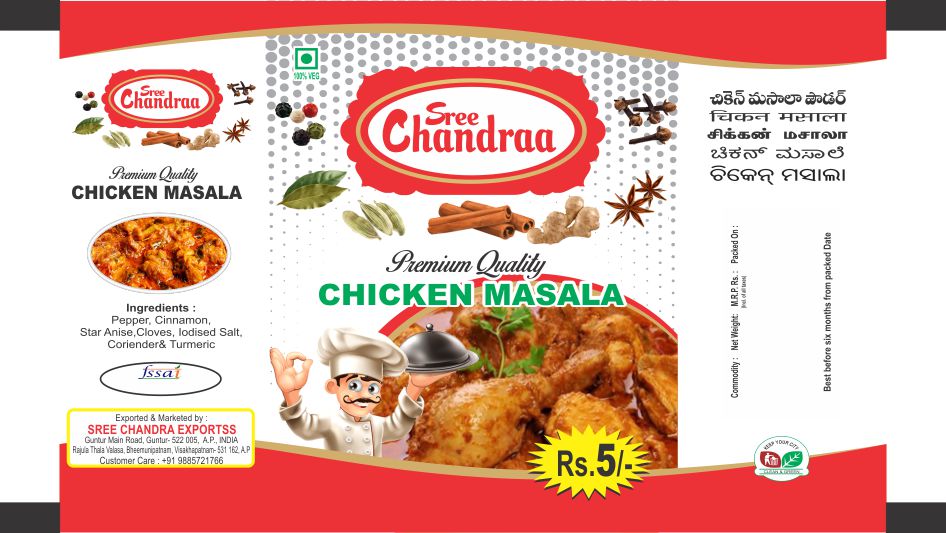 Sree
Chandraa
Premium Quality
CHICKEN MASALA
Ingredients :
Pepper, Cinnamon,
Star Anise,Cloves, Iodised Salt,
Coriender& Turmeric
fssai
Exported & Marketed by :
SREE CHANDRA EXPORTSS
Guntur Main Road, Guntur- 522 005, A.P., INDIA
Rajula Thala Valasa, Bheemunipatnam, Visakhapatnam- 531 162, A.P
Customer Care : +91 9885721766
100% VEG
Sree
Chandraa
Premium Quality
CHICKEN MASALA
Rs.5/-
చికెన్ మసాలా పౌడర్
चिकन मसाला
சிக்கன் மசாலா
ಚಿಕನ್ ಮಸಾಲೆ
ചിക്കേൻ മസാല
Commodity : Net Weight: M.R.P. Rs. : Packed On :
(Incl. of all taxes)
Best before six months from packed Date
KEEP YOUR CITY
CLEAN & GREEN